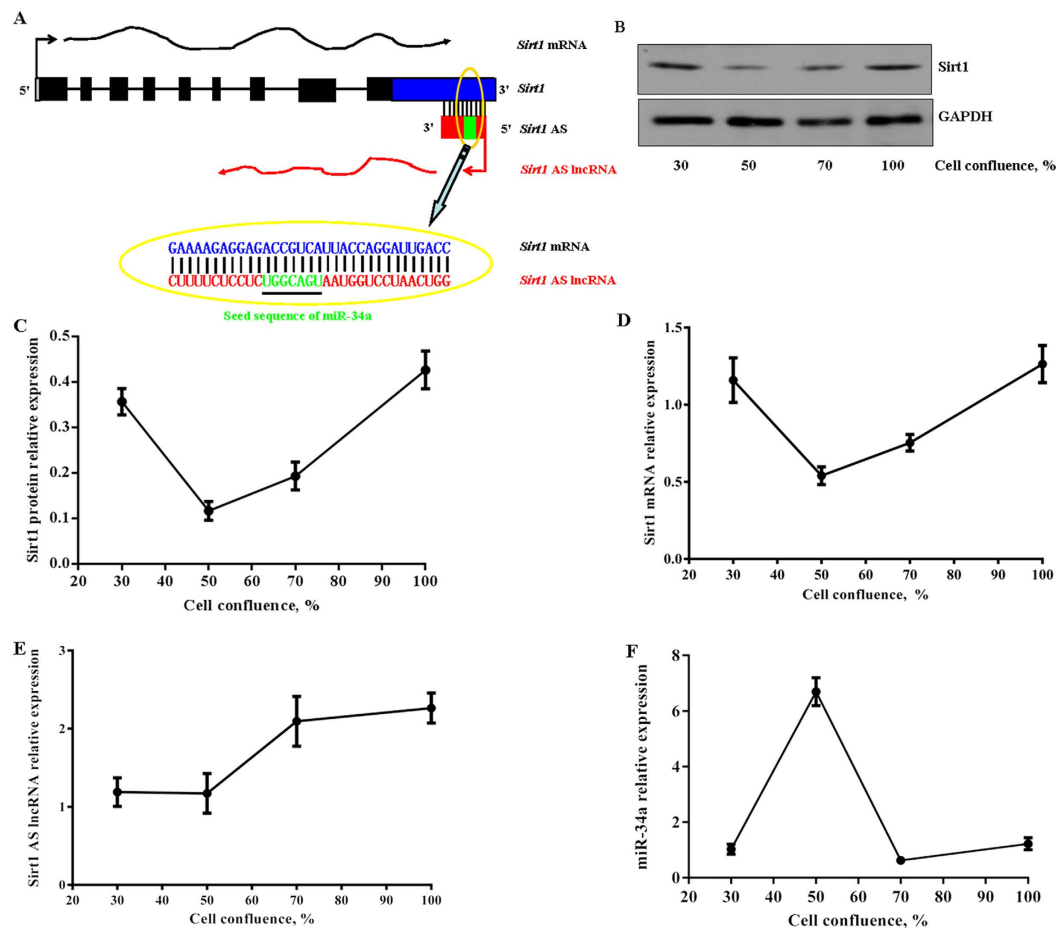 A
Sirt1 mRNA
5'
Sirt1
3'
3'
5'
Sirt1 AS
Sirt1 AS lncRNA
GAAAAGAGGAGACCGUCAUUACCAGGAUUGACC
Sirt1 mRNA
CUUUUCUCCUCUGGCAGUAAUGGUCCUAACUGG
Sirt1 AS lncRNA
Seed sequence of miR-34a
B
Sirt1
GAPDH
30 50 70 100 Cell confluence, %
C
Sirt1 protein relative expression
0.5
0.4
0.3
0.2
0.1
0.0
20 30 40 50 60 70 80 90 100
Cell confluence, %
D
Sirt1 mRNA relative expression
1.5
1.0
0.5
0.0
20 30 40 50 60 70 80 90 100
Cell confluence, %
E
Sirt1 AS lncRNA relative expression
3
2
1
0
20 30 40 50 60 70 80 90 100
Cell confluence, %
F
miR-34a relative expression
8
6
4
2
0
20 30 40 50 60 70 80 90 100
Cell confluence, %